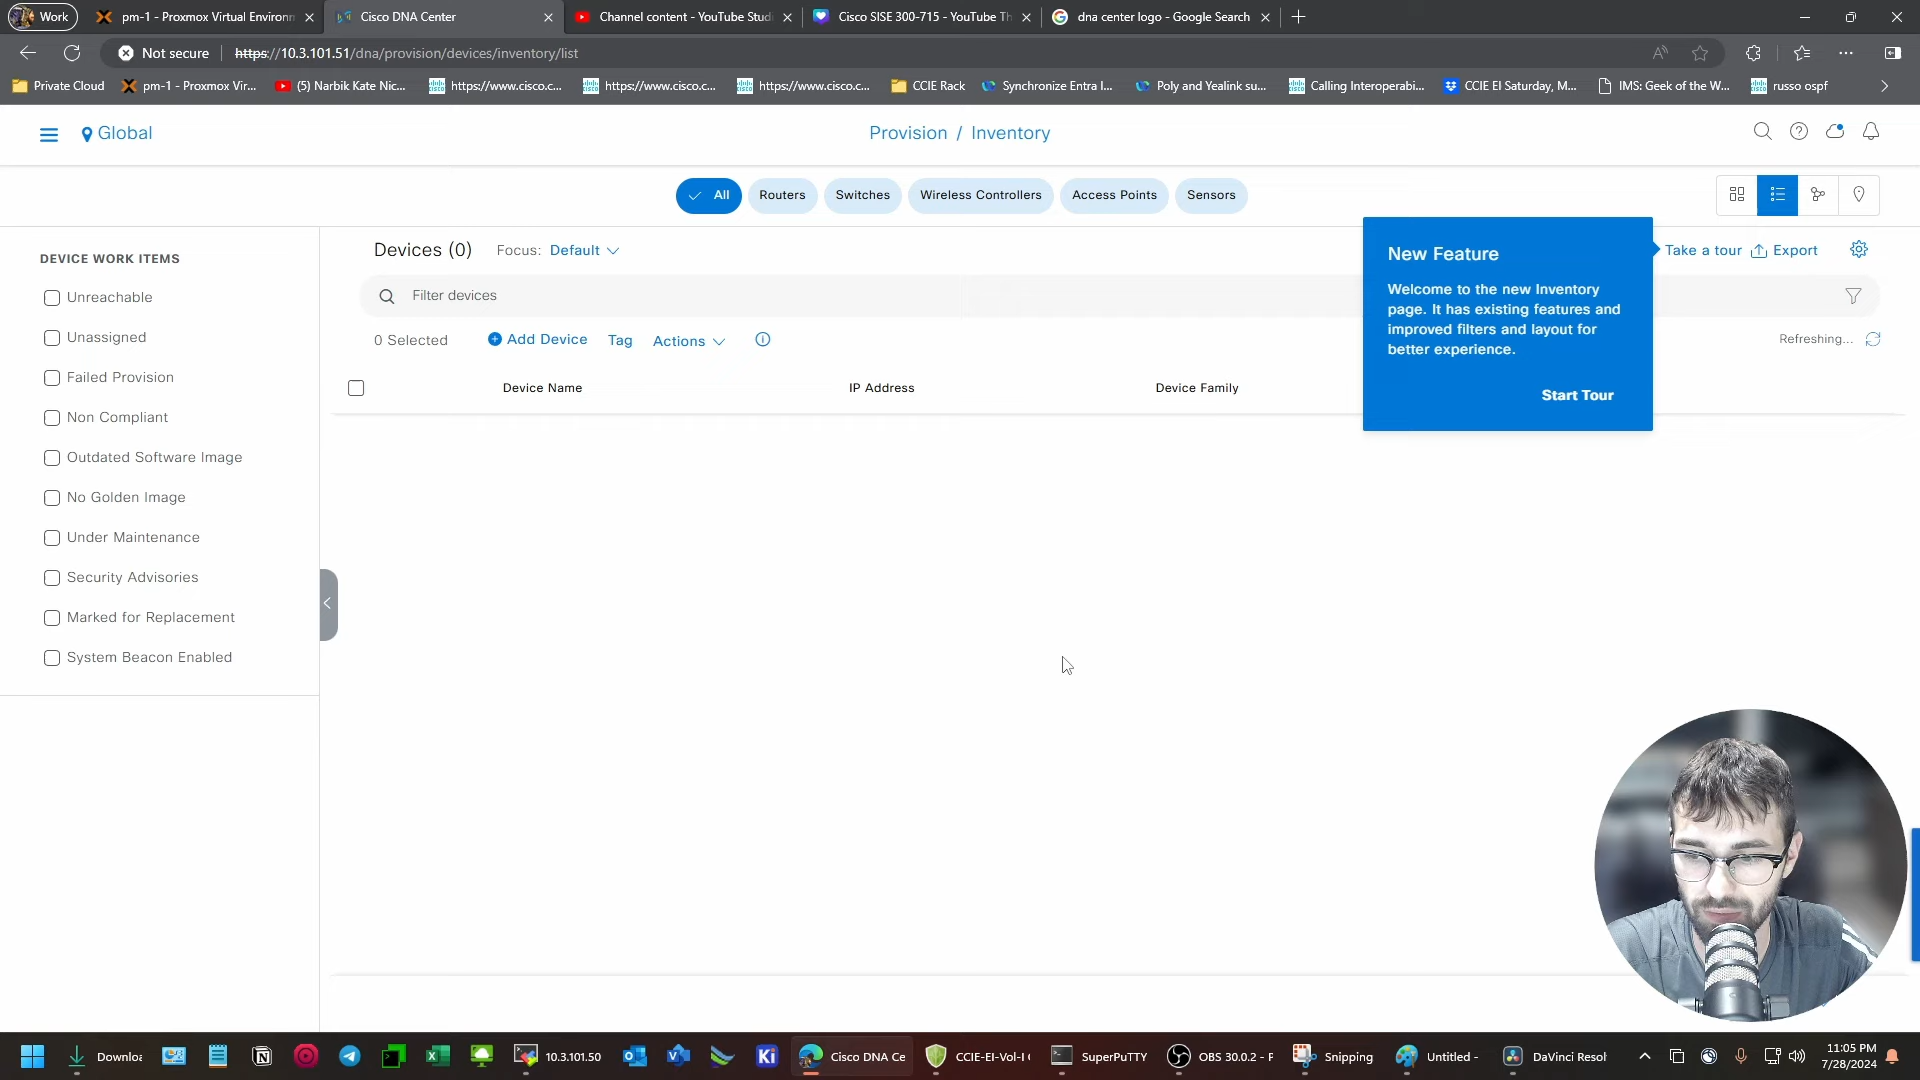 Work
pm-1 - Proxmox Virtual Environn
Cisco DNA Center
Channel content - YouTube Studi
Cisco SISE 300-715 - YouTube Th
dna center logo - Google Search
Not secure
https://10.3.101.51/dna/provision/devices/inventory/list
Private Cloud
pm-1 - Proxmox Vir...
(5) Narbik Kate Nic...
https://www.cisco.c...
https://www.cisco.c...
https://www.cisco.c...
CCIE Rack
Synchronize Entra I...
Poly and Yealink su...
Calling Interoperabi...
CCIE EI Saturday, M...
IMS: Geek of the W...
russo ospf
Global
Provision / Inventory
All
Routers
Switches
Wireless Controllers
Access Points
Sensors
DEVICE WORK ITEMS
Unreachable
Unassigned
Failed Provision
Non Compliant
Outdated Software Image
No Golden Image
Under Maintenance
Security Advisories
Marked for Replacement
System Beacon Enabled
Devices (0)
Focus: Default
Take a tour
Export
Filter devices
0 Selected
Add Device
Tag
Actions
Refreshing...
Device Name
IP Address
Device Family
New Feature
Welcome to the new Inventory
page. It has existing features and
improved filters and layout for
better experience.
Start Tour
Downloa
10.3.101.50
Ki
Cisco DNA Ce
CCIE-EI-Vol-I
SuperPuTTY
OBS 30.0.2 - P
Snipping
Untitled -
DaVinci Resol
11:05 PM
7/28/2024